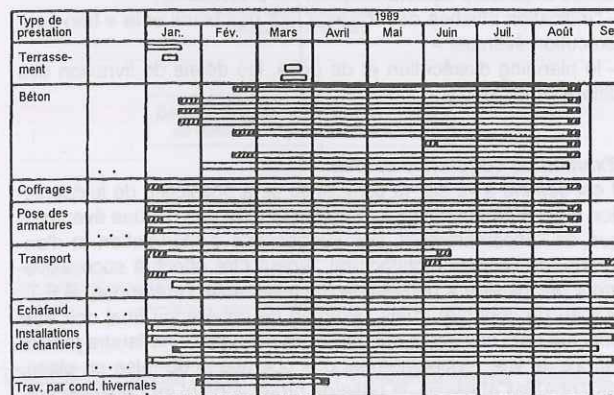 Type de prestation
1989
Jan. Fév. Mars Avril Mai Juin Juil. Août Se
Terrasse-
ment
Béton
Coffrages
Pose des
armatures
Transport
Echafaud.
Installations
de chantiers
Trav. par cond. hivernales